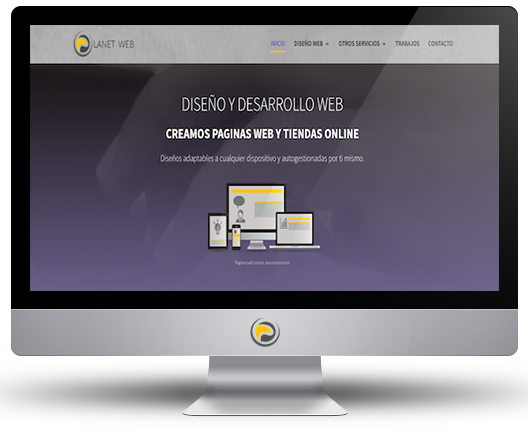 LANET WEB
INICIO DISEÑO WEB OTROS SERVICIOS TRABAJOS CONTACTO
DISEÑO Y DESARROLLO WEB
CREAMOS PAGINAS WEB Y TIENDAS ONLINE
Diseños adaptables a cualquier dispositivo y autogestionadas por ti mismo.